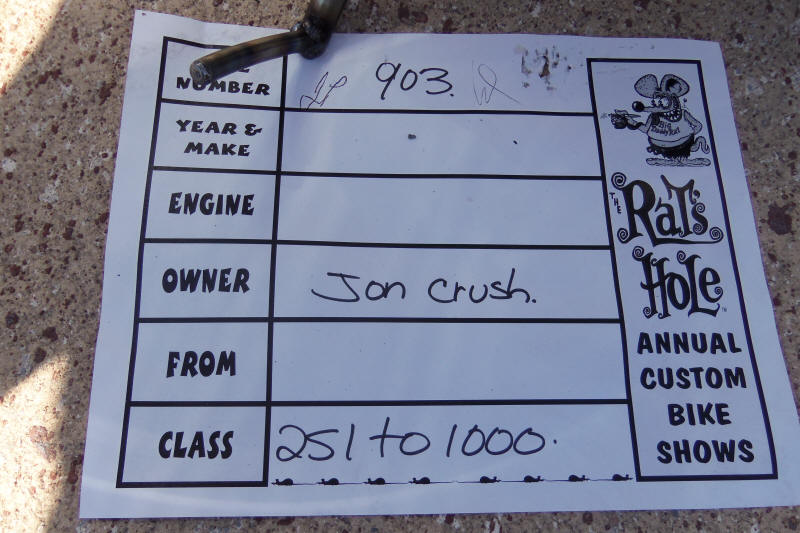 NUMBER 903.
YEAR &
MAKE
ENGINE
OWNER Jon Crush.
FROM
CLASS 251 to 1000.
THE
RAT'S
HOLE
ANNUAL
CUSTOM
BIKE
SHOWS